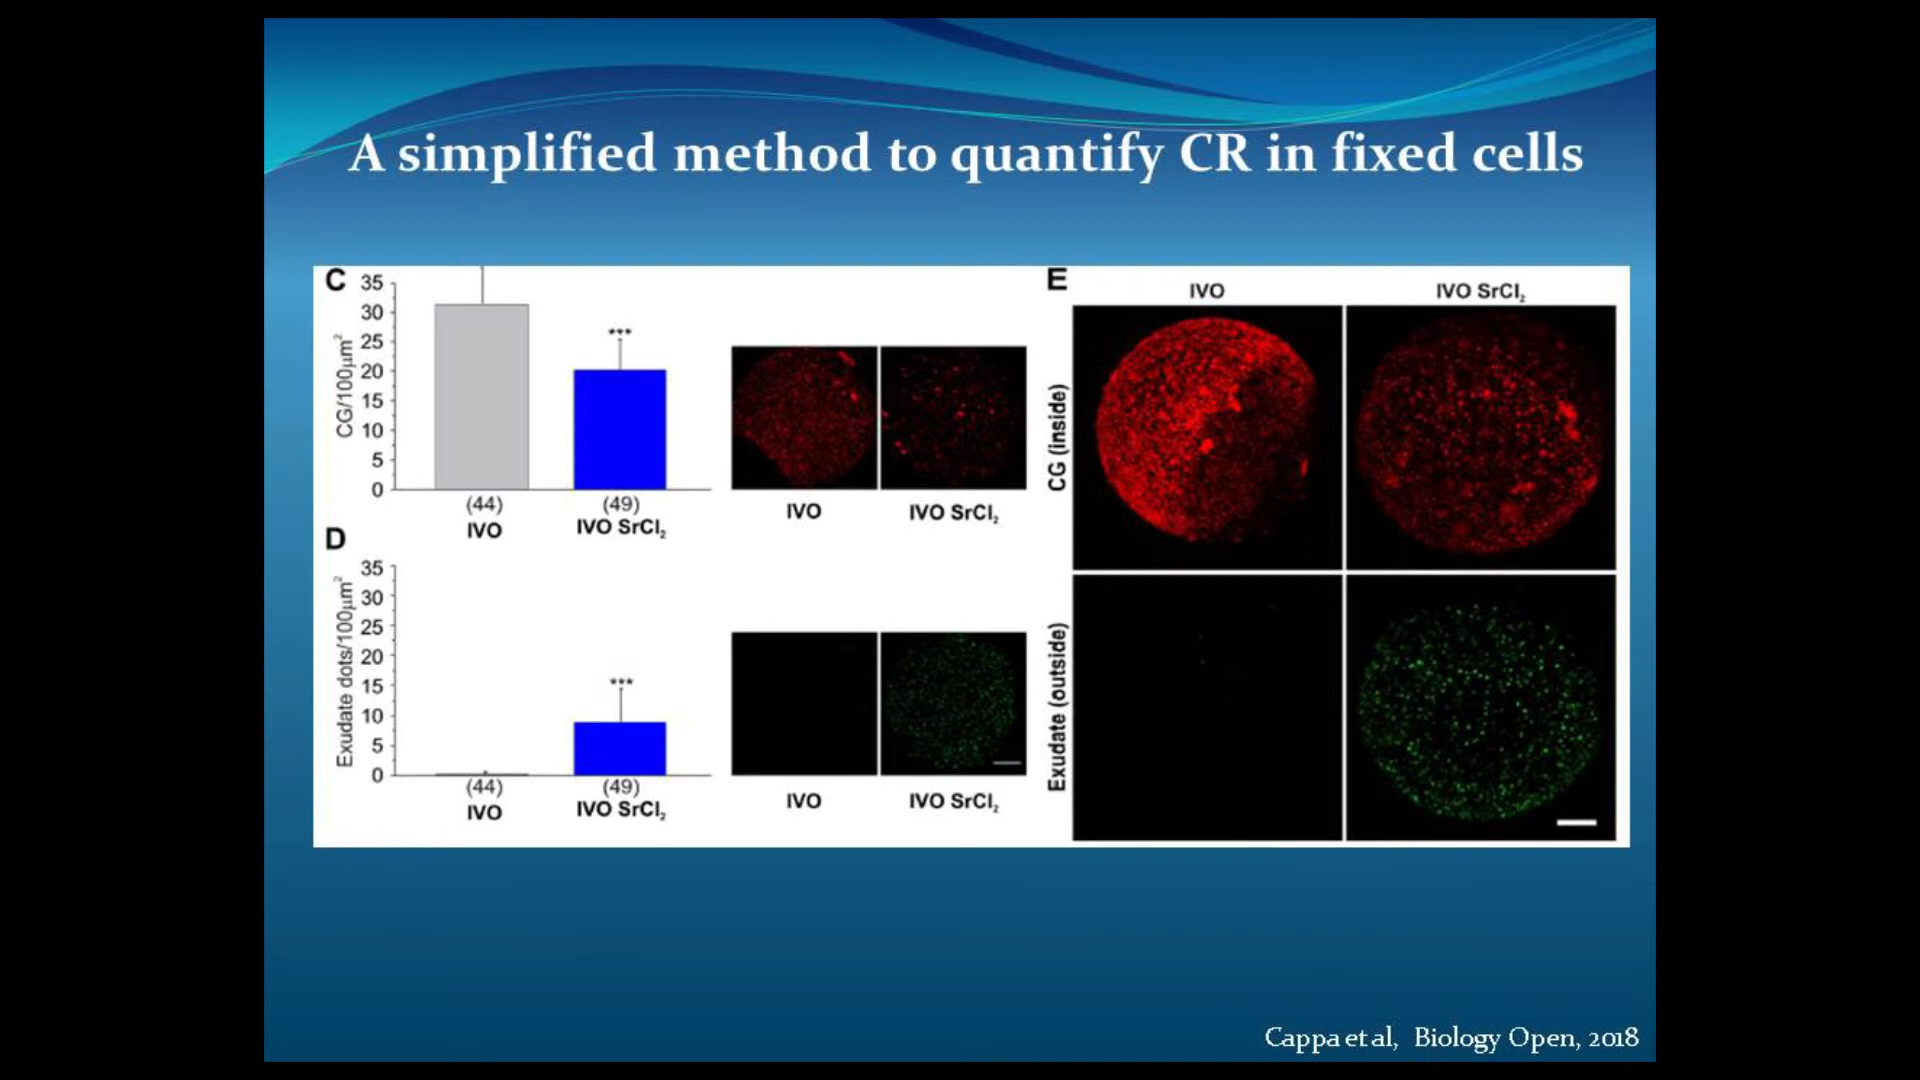 A simplified method to quantify CR in fixed cells
C
35
30
25
20
15
10
5
0
CG/100µm²
***
(44)
(49)
IVO
IVO SrCl₂
IVO
IVO SrCl₂
D
35
30
25
20
15
10
5
0
Exudate dots/100µm²
***
(44)
(49)
IVO
IVO SrCl₂
IVO
IVO SrCl₂
E
IVO
IVO SrCl₂
CG (inside)
Exudate (outside)
Cappa et al, Biology Open, 2018